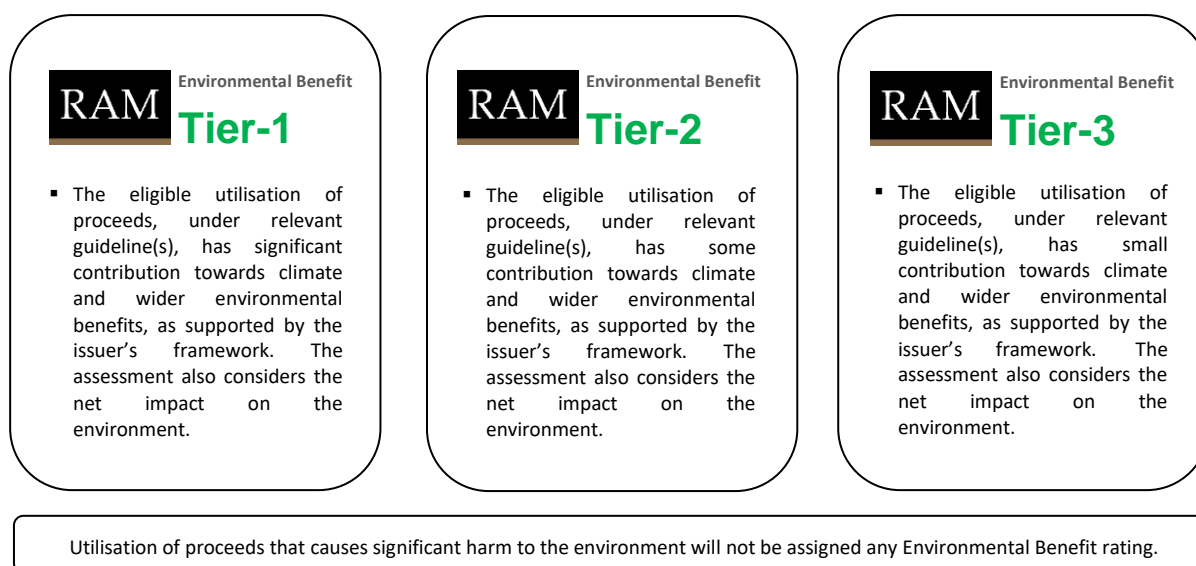 RAM
Environmental Benefit
Tier-1
▪ The eligible utilisation of
proceeds, under relevant
guideline(s), has significant
contribution towards climate
and wider environmental
benefits, as supported by the
issuer’s framework. The
assessment also considers the
net impact on the
environment.
RAM
Environmental Benefit
Tier-2
▪ The eligible utilisation of
proceeds, under relevant
guideline(s), has some
contribution towards climate
and wider environmental
benefits, as supported by the
issuer’s framework. The
assessment also considers the
net impact on the
environment.
RAM
Environmental Benefit
Tier-3
▪ The eligible utilisation of
proceeds, under relevant
guideline(s), has small
contribution towards climate
and wider environmental
benefits, as supported by the
issuer’s framework. The
assessment also considers the
net impact on the
environment.
Utilisation of proceeds that causes significant harm to the environment will not be assigned any Environmental Benefit rating.